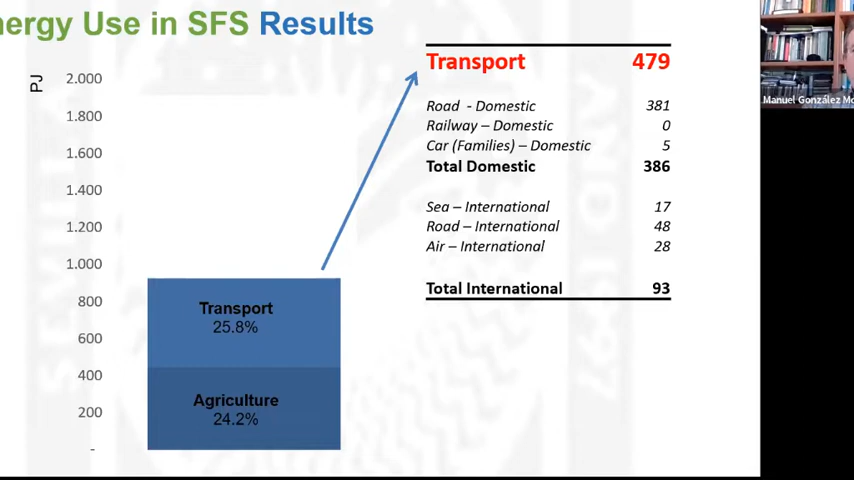 nergy Use in SFS Results
PJ
2.000
1.800
1.600
1.400
1.200
1.000
800
600
400
200
-
Transport
25.8%
Agriculture
24.2%
Transport 479
Road - Domestic 381
Railway – Domestic 0
Car (Families) – Domestic 5
Total Domestic 386
Sea – International 17
Road – International 48
Air – International 28
Total International 93
Manuel González Mo